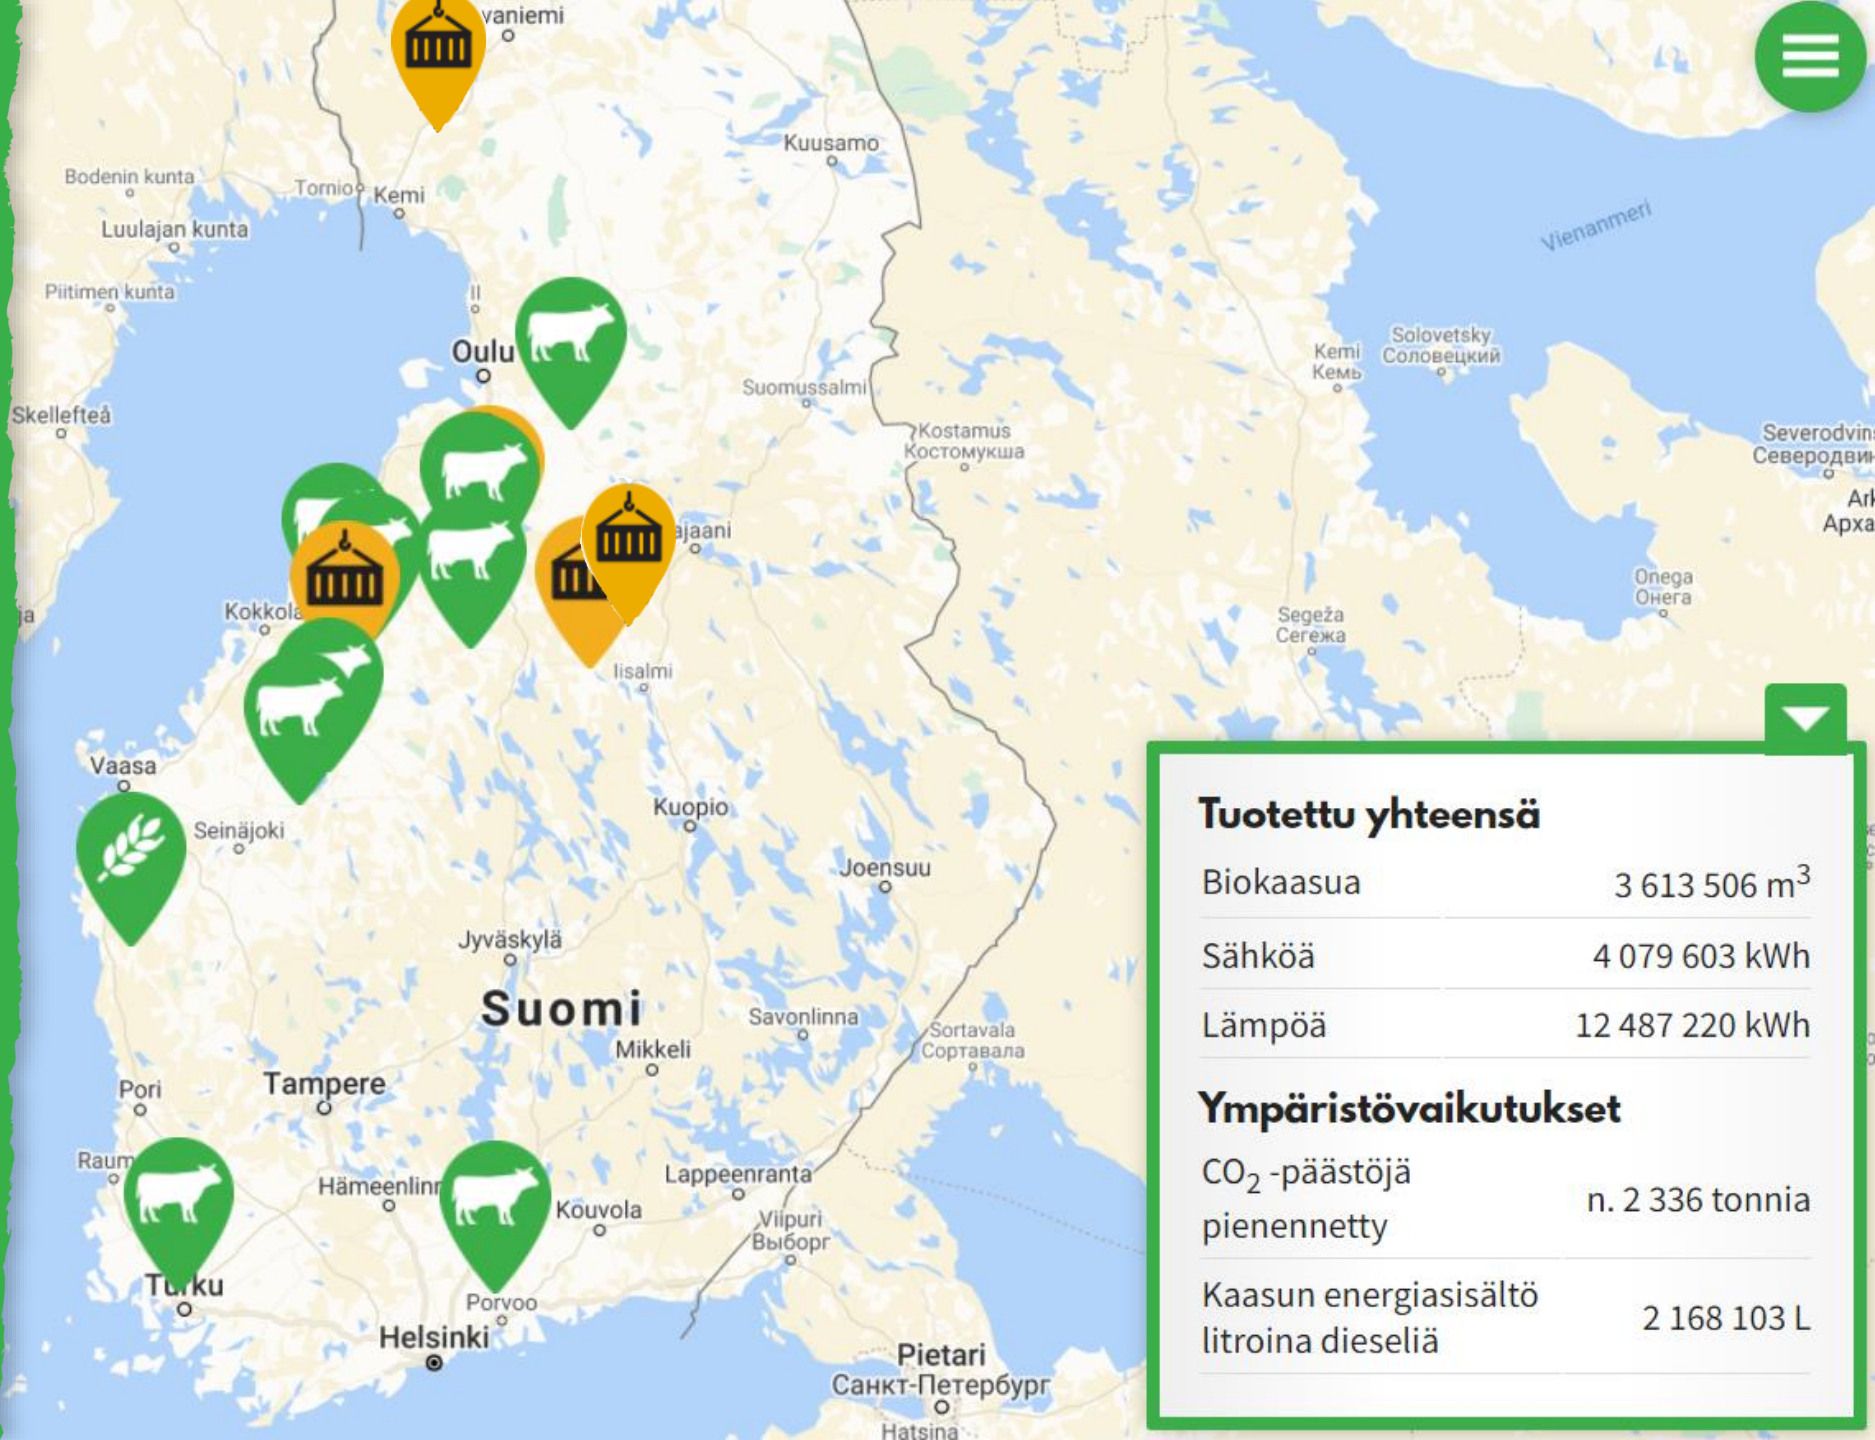 vaniemi
Kuusamo
Bodenin kunta
Tornio
Kemi
Luulajan kunta
Vienanmeri
Piitimen kunta
Ii
Oulu
Solovetsky
Соловецкий
Kemi
Кемь
Suomussalmi
Skellefteå
Kostamus
Костомукша
Severodvins
Северодвин
Ark
Арха
ajaani
Onega
Онега
Kokkola
Segeža
Сегежа
ja
Iisalmi
Vaasa
Kuopio
Seinäjoki
Joensuu
Jyväskylä
Suomi
Savonlinna
Sortavala
Сортавала
Mikkeli
Pori
Tampere
Raum
Hämeenlinn
Lappeenranta
Kouvola
Viipuri
Выборг
Turku
Porvoo
Helsinki
Pietari
Санкт-Петербург
Hatsina
Tuotettu yhteensä
Biokaasua 3 613 506 m³
Sähköä 4 079 603 kWh
Lämpöä 12 487 220 kWh
Ympäristövaikutukset
CO₂ -päästöjä
pienennetty n. 2 336 tonnia
Kaasun energiasisältö
litroina dieseliä 2 168 103 L